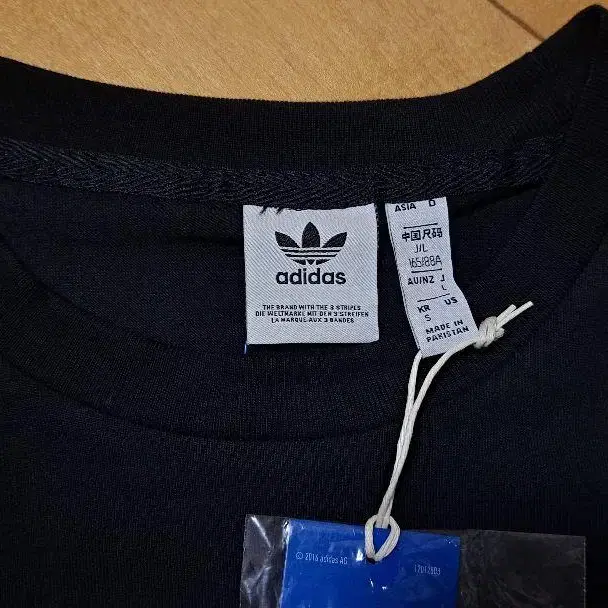 adidas
THE BRAND WITH THE 3 STRIPES
DIE WELTMARKE MIT DEN 3 STREIFEN
LA MARQUE AUX 3 BANDES
ASIA D
中国尺码
J/L
165/88A
AU/NZ J
L
KR US
S
MADE IN
PAKISTAN
© 2016 adidas AG